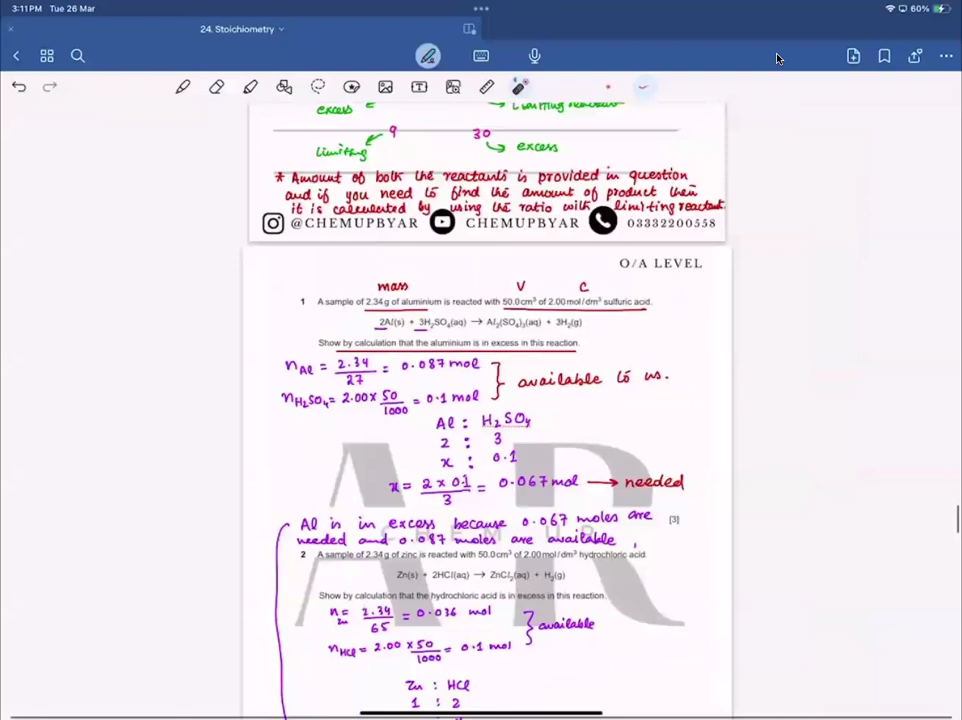 3:11PM Tue 26 Mar
60%
24. Stoichiometry
excess
limiting
9 30
limiting excess
* Amount of both the reactants is provided in question
and if you need to find the amount of product then
it is calculated by using the ratio with limiting reactant.
@CHEMUPBYAR CHEMUPBYAR 03332200558
O/A LEVEL
mass V C
1 A sample of 2.34 g of aluminium is reacted with 50.0 cm³ of 2.00 mol/dm³ sulfuric acid.
2Al(s) + 3H₂SO₄(aq) → Al₂(SO₄)₃(aq) + 3H₂(g)
Show by calculation that the aluminium is in excess in this reaction.
nAl = 2.34/27 = 0.087 mol
available to us.
nH₂SO₄ = 2.00 × 50/1000 = 0.1 mol
Al : H₂SO₄
2 : 3
x : 0.1
x = 2 × 0.1/3 = 0.067 mol → needed
Al is in excess because 0.067 moles are [3]
needed and 0.087 moles are available,
CHEMUP
AR
2 A sample of 2.34 g of zinc is reacted with 50.0 cm³ of 2.00 mol/dm³ hydrochloric acid.
Zn(s) + 2HCl(aq) → ZnCl₂(aq) + H₂(g)
Show by calculation that the hydrochloric acid is in excess in this reaction.
nZn = 2.34/65 = 0.036 mol
available
nHCl = 2.00 × 50/1000 = 0.1 mol
Zn : HCl
1 : 2